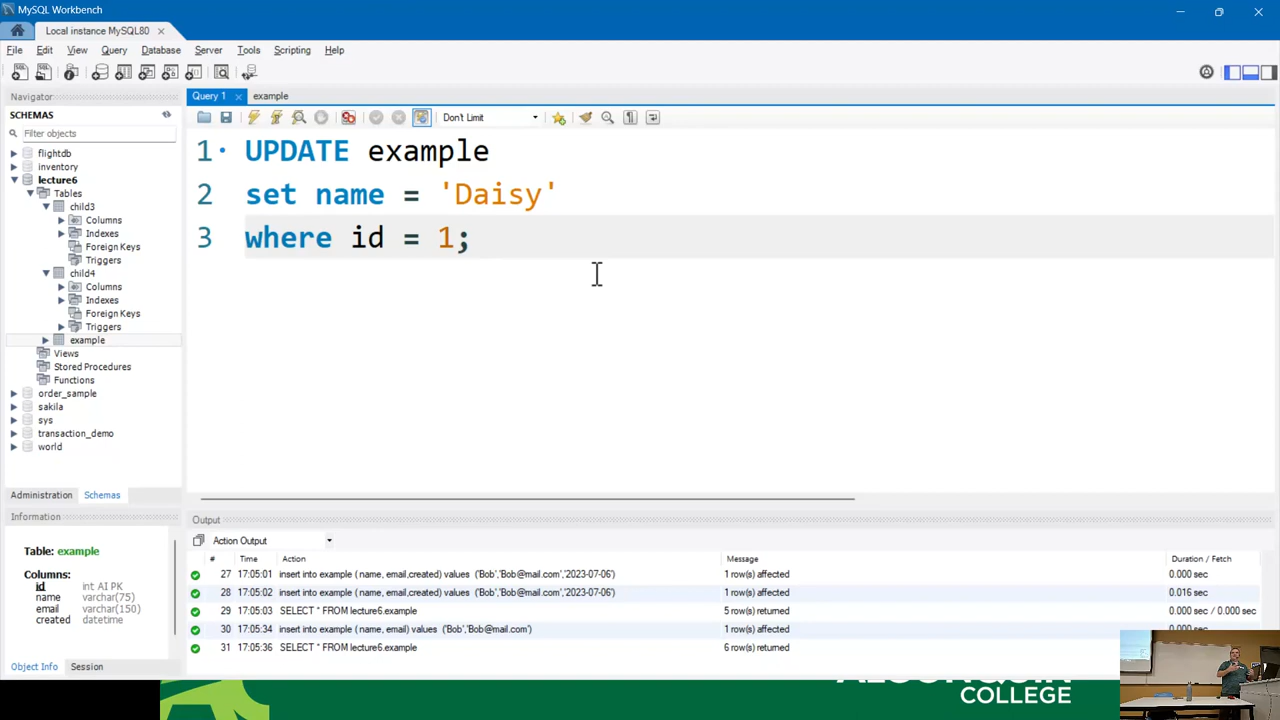 MySQL Workbench
Local instance MySQL80
File Edit View Query Database Server Tools Scripting Help
Navigator
SCHEMAS
Filter objects
flightdb
inventory
lecture6
Tables
child3
Columns
Indexes
Foreign Keys
Triggers
child4
Columns
Indexes
Foreign Keys
Triggers
example
Views
Stored Procedures
Functions
order_sample
sakila
sys
transaction_demo
world
Administration Schemas
Information
Table: example
Columns:
id int AI PK
name varchar(75)
email varchar(150)
created datetime
Object Info Session
Query 1 example
Don't Limit
1 UPDATE example
2 set name = 'Daisy'
3 where id = 1;
Output
Action Output
# Time Action Message Duration / Fetch
27 17:05:01 insert into example ( name, email,created) values ('Bob','Bob@mail.com','2023-07-06') 1 row(s) affected 0.000 sec
28 17:05:02 insert into example ( name, email,created) values ('Bob','Bob@mail.com','2023-07-06') 1 row(s) affected 0.016 sec
29 17:05:03 SELECT * FROM lecture6.example 5 row(s) returned 0.000 sec / 0.000 sec
30 17:05:34 insert into example ( name, email) values ('Bob','Bob@mail.com') 1 row(s) affected 0.000 sec
31 17:05:36 SELECT * FROM lecture6.example 6 row(s) returned
COLLEGE